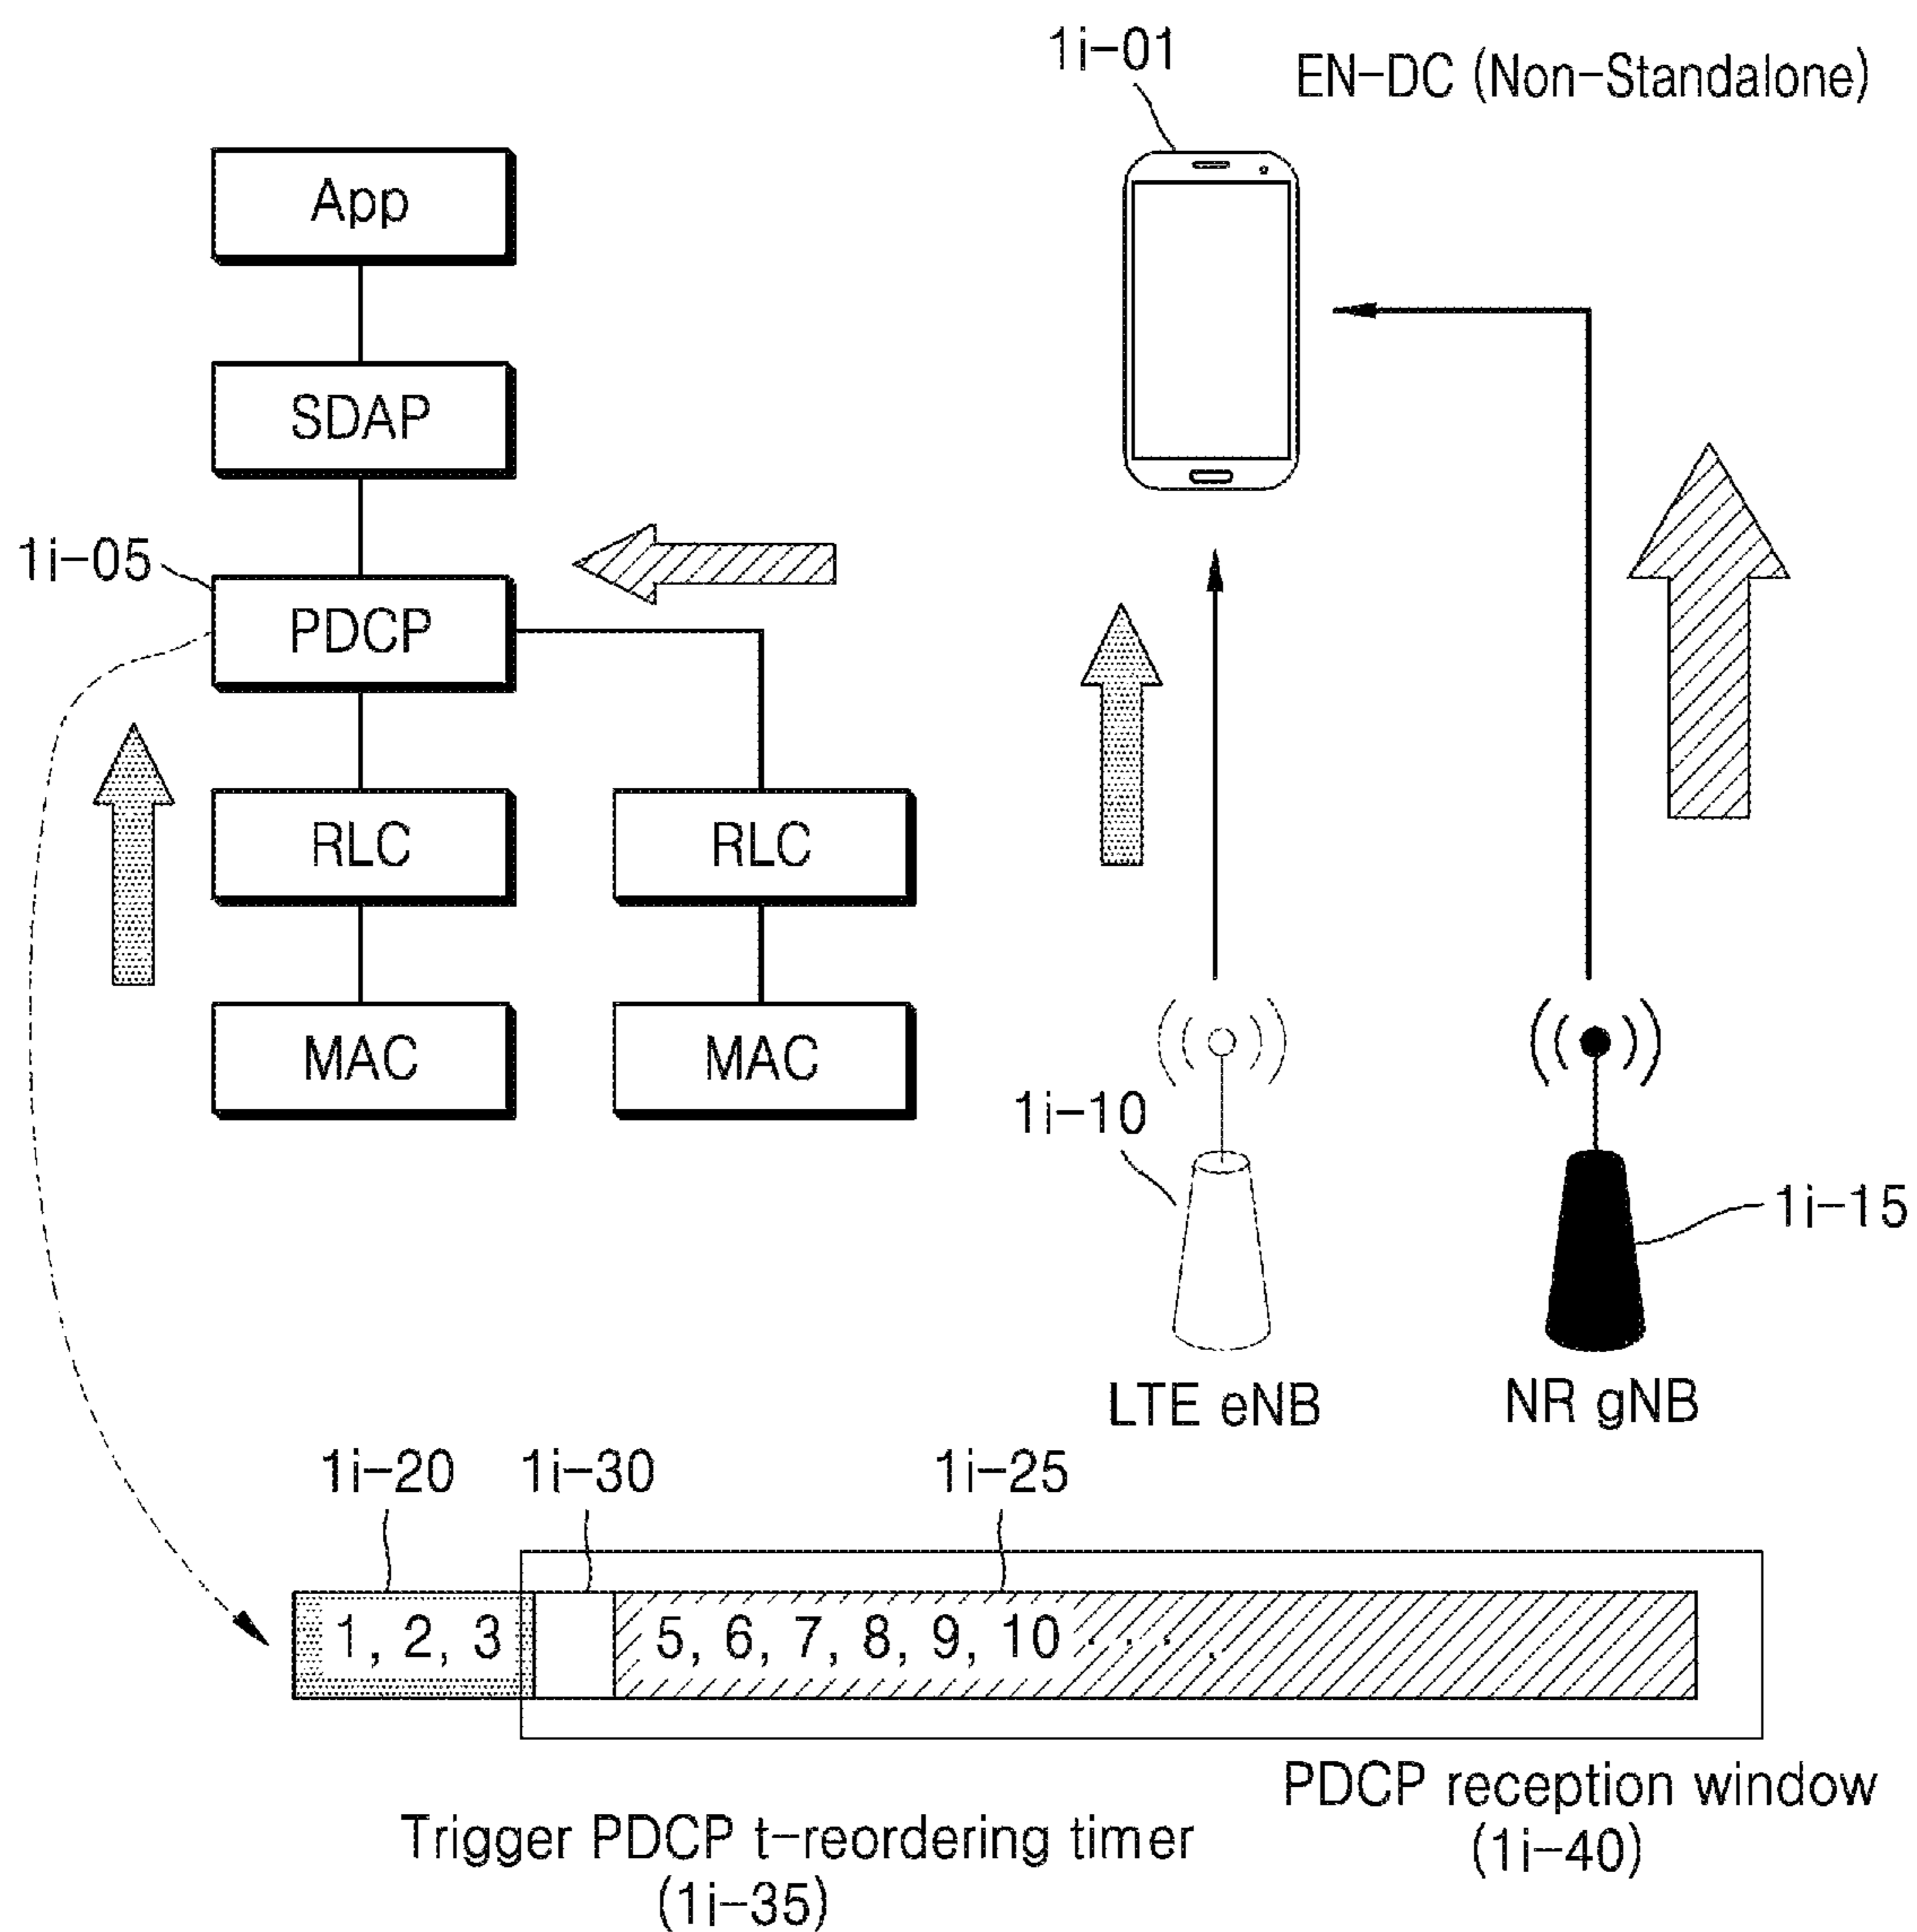 1i-01
EN-DC (Non-Standalone)
App
SDAP
1i-05
PDCP
RLC
RLC
MAC
MAC
1i-10
1i-15
LTE eNB
NR gNB
1i-20
1i-30
1i-25
1, 2, 3
5, 6, 7, 8, 9, 10 . . . .
PDCP reception window
(1i-40)
Trigger PDCP t-reordering timer
(1i-35)